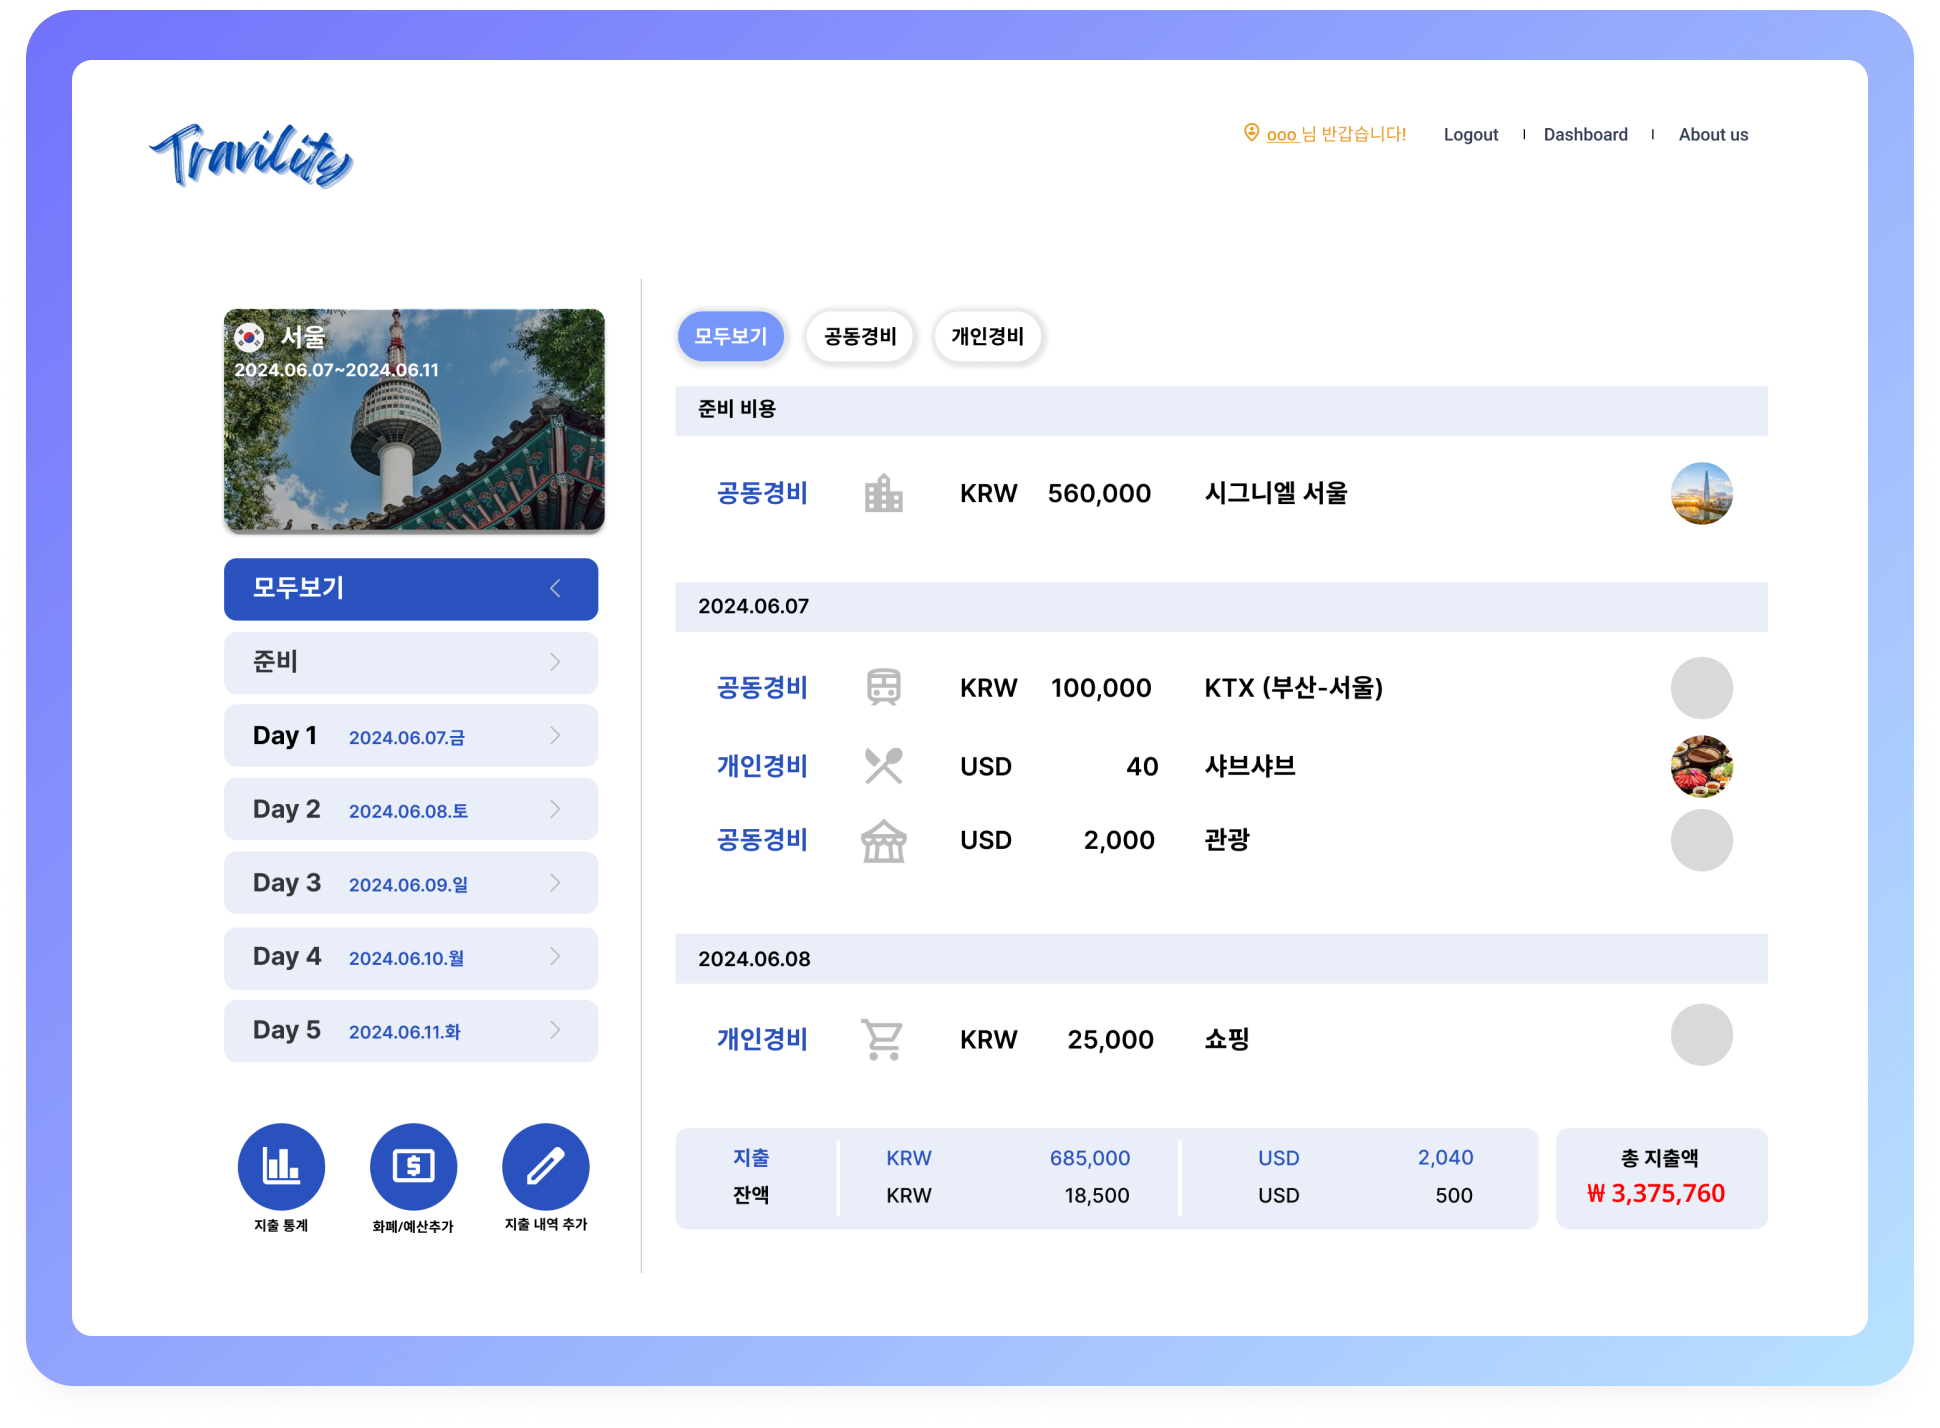 Travility
ooo 님 반갑습니다!
Logout
Dashboard
About us
서울
2024.06.07~2024.06.11
모두보기
준비
Day 1 2024.06.07.금
Day 2 2024.06.08.토
Day 3 2024.06.09.일
Day 4 2024.06.10.월
Day 5 2024.06.11.화
지출 통계
화폐/예산추가
지출 내역 추가
모두보기 공동경비 개인경비
준비 비용
공동경비 KRW 560,000 시그니엘 서울
2024.06.07
공동경비 KRW 100,000 KTX (부산-서울)
개인경비 USD 40 샤브샤브
공동경비 USD 2,000 관광
2024.06.08
개인경비 KRW 25,000 쇼핑
지출 KRW 685,000 USD 2,040
잔액 KRW 18,500 USD 500
총 지출액
₩ 3,375,760